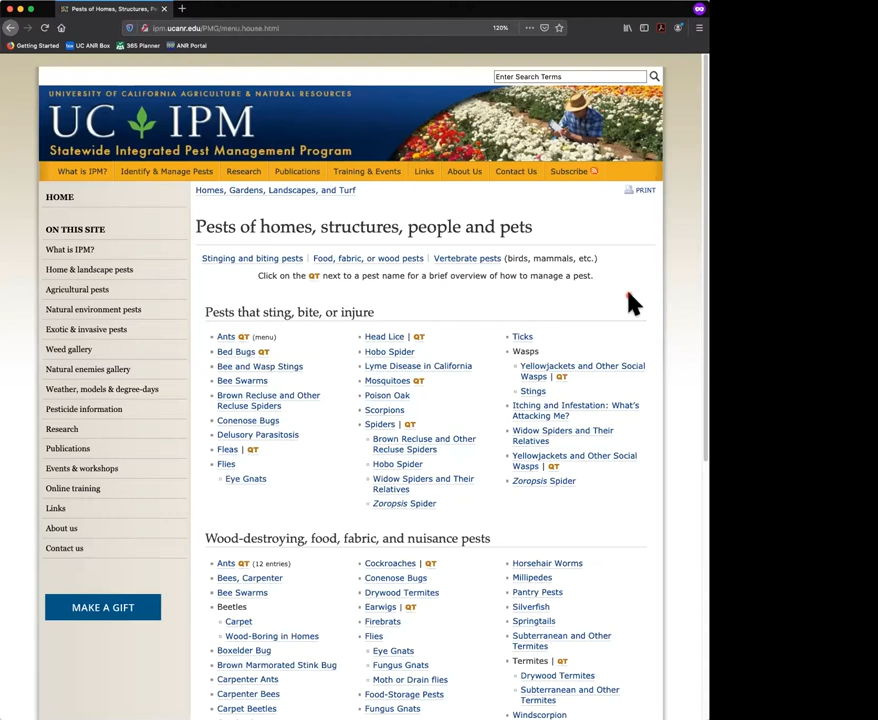 Pests of Homes, Structures, P
ipm.ucanr.edu/PMG/menu.house.html
120%
Getting Started
UC ANR Box
365 Planner
ANR Portal
Enter Search Terms
UNIVERSITY OF CALIFORNIA AGRICULTURE & NATURAL RESOURCES
UC IPM
Statewide Integrated Pest Management Program
What is IPM? Identify & Manage Pests Research Publications Training & Events Links About Us Contact Us Subscribe
HOME
ON THIS SITE
What is IPM?
Home & landscape pests
Agricultural pests
Natural environment pests
Exotic & invasive pests
Weed gallery
Natural enemies gallery
Weather, models & degree-days
Pesticide information
Research
Publications
Events & workshops
Online training
Links
About us
Contact us
MAKE A GIFT
Homes, Gardens, Landscapes, and Turf
PRINT
Pests of homes, structures, people and pets
Stinging and biting pests | Food, fabric, or wood pests | Vertebrate pests (birds, mammals, etc.)
Click on the QT next to a pest name for a brief overview of how to manage a pest.
Pests that sting, bite, or injure
Ants QT (menu)
Bed Bugs QT
Bee and Wasp Stings
Bee Swarms
Brown Recluse and Other
Recluse Spiders
Conenose Bugs
Delusory Parasitosis
Fleas | QT
Flies
Eye Gnats
Head Lice | QT
Hobo Spider
Lyme Disease in California
Mosquitoes QT
Poison Oak
Scorpions
Spiders | QT
Brown Recluse and Other
Recluse Spiders
Hobo Spider
Widow Spiders and Their
Relatives
Zoropsis Spider
Ticks
Wasps
Yellowjackets and Other Social
Wasps | QT
Stings
Itching and Infestation: What's
Attacking Me?
Widow Spiders and Their
Relatives
Yellowjackets and Other Social
Wasps | QT
Zoropsis Spider
Wood-destroying, food, fabric, and nuisance pests
Ants QT (12 entries)
Bees, Carpenter
Bee Swarms
Beetles
Carpet
Wood-Boring in Homes
Boxelder Bug
Brown Marmorated Stink Bug
Carpenter Ants
Carpenter Bees
Carpet Beetles
Cockroaches | QT
Conenose Bugs
Drywood Termites
Earwigs | QT
Firebrats
Flies
Eye Gnats
Fungus Gnats
Moth or Drain flies
Food-Storage Pests
Fungus Gnats
Horsehair Worms
Millipedes
Pantry Pests
Silverfish
Springtails
Subterranean and Other
Termites
Termites | QT
Drywood Termites
Subterranean and Other
Termites
Windscorpion